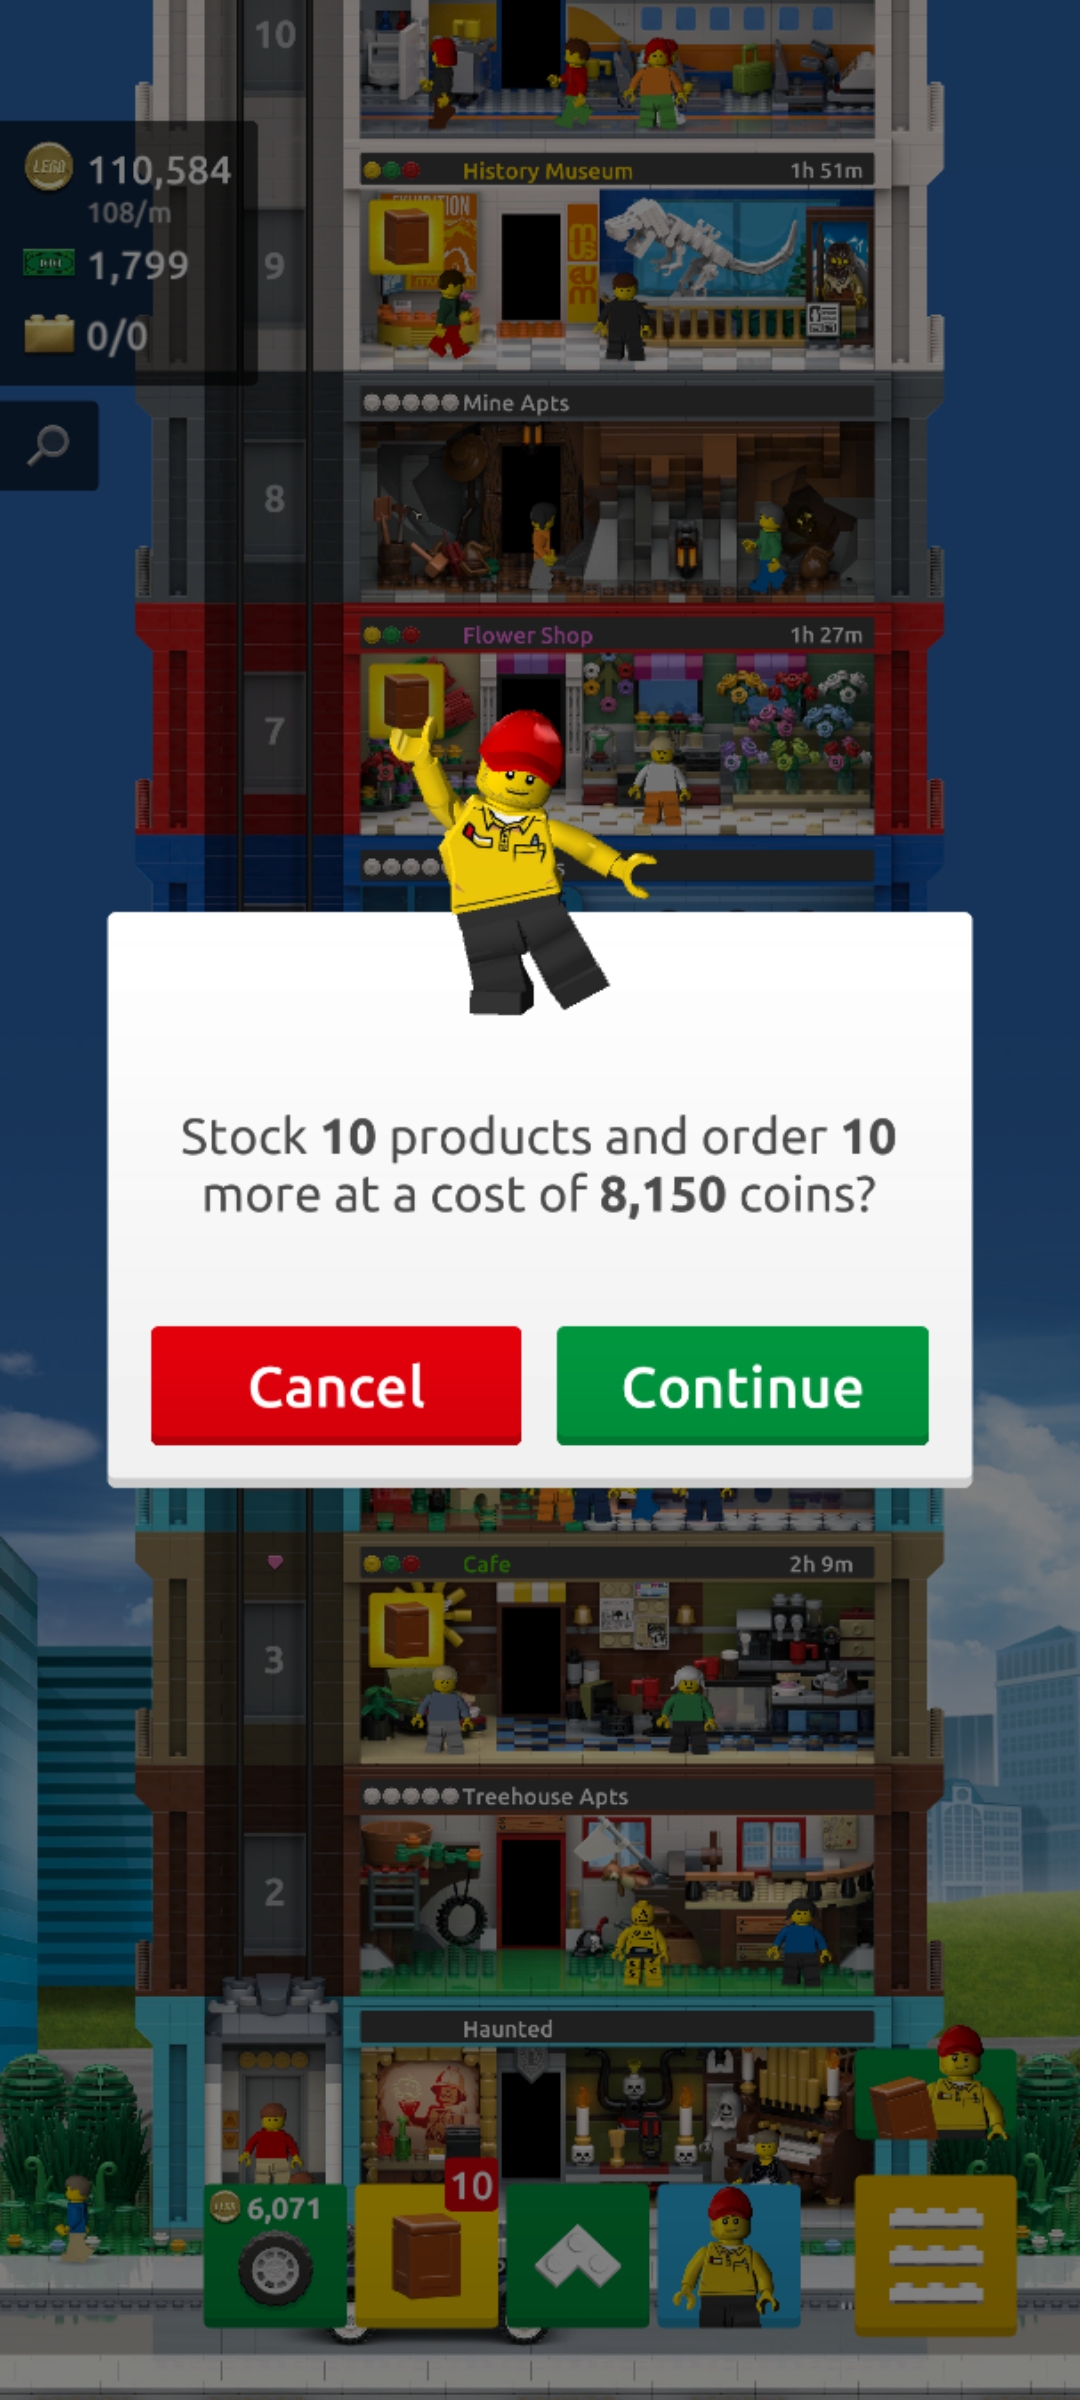 10
LEGO
110,584
108/m
1,799
0/0
History Museum
1h 51m
EXHIBITION
museum
9
Mine Apts
8
Flower Shop
1h 27m
7
Stock 10 products and order 10
more at a cost of 8,150 coins?
Cancel
Continue
Cafe
2h 9m
3
Treehouse Apts
2
Haunted
10
6,071